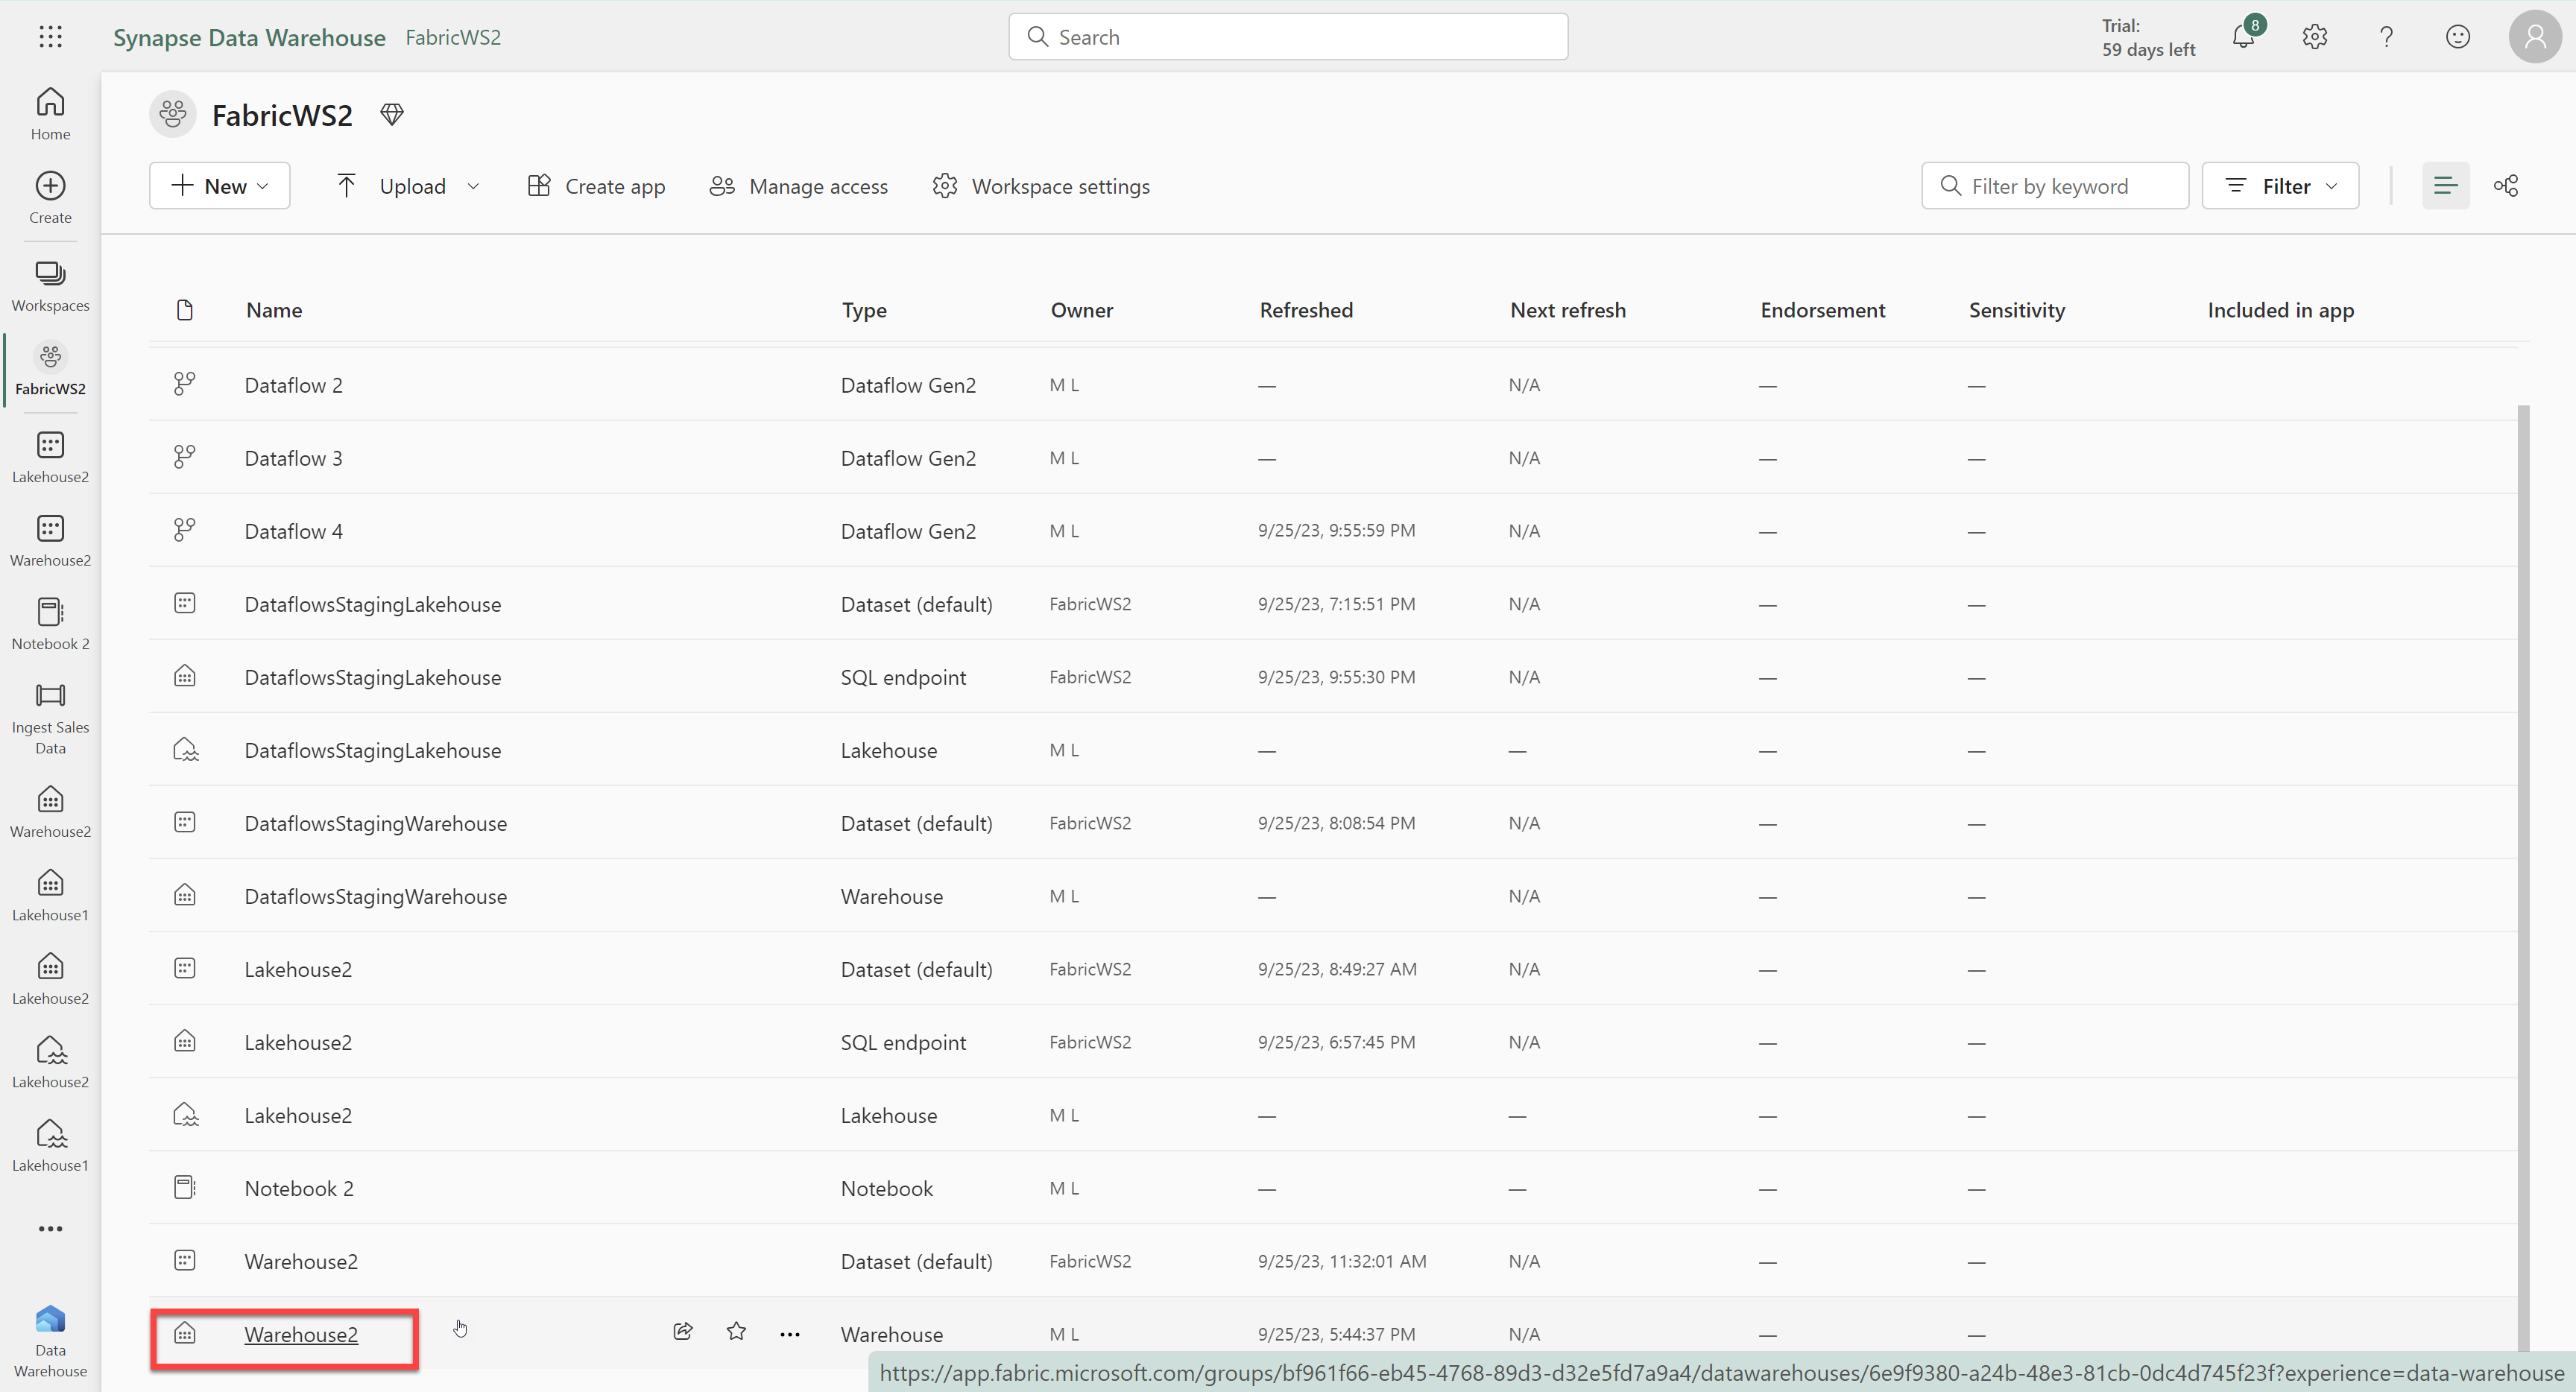 Synapse Data Warehouse FabricWS2
Search
Trial:
59 days left
8
Home
Create
Workspaces
FabricWS2
Lakehouse2
Warehouse2
Notebook 2
Ingest Sales
Data
Warehouse2
Lakehouse1
Lakehouse2
Lakehouse2
Lakehouse1
Data
Warehouse
FabricWS2
New Upload Create app Manage access Workspace settings Filter by keyword Filter
Name Type Owner Refreshed Next refresh Endorsement Sensitivity Included in app
Dataflow 2 Dataflow Gen2 M L — N/A — —
Dataflow 3 Dataflow Gen2 M L — N/A — —
Dataflow 4 Dataflow Gen2 M L 9/25/23, 9:55:59 PM N/A — —
DataflowsStagingLakehouse Dataset (default) FabricWS2 9/25/23, 7:15:51 PM N/A — —
DataflowsStagingLakehouse SQL endpoint FabricWS2 9/25/23, 9:55:30 PM N/A — —
DataflowsStagingLakehouse Lakehouse M L — — — —
DataflowsStagingWarehouse Dataset (default) FabricWS2 9/25/23, 8:08:54 PM N/A — —
DataflowsStagingWarehouse Warehouse M L — N/A — —
Lakehouse2 Dataset (default) FabricWS2 9/25/23, 8:49:27 AM N/A — —
Lakehouse2 SQL endpoint FabricWS2 9/25/23, 6:57:45 PM N/A — —
Lakehouse2 Lakehouse M L — — — —
Notebook 2 Notebook M L — — — —
Warehouse2 Dataset (default) FabricWS2 9/25/23, 11:32:01 AM N/A — —
Warehouse2 Warehouse M L 9/25/23, 5:44:37 PM N/A — —
https://app.fabric.microsoft.com/groups/bf961f66-eb45-4768-89d3-d32e5fd7a9a4/datawarehouses/6e9f9380-a24b-48e3-81cb-0dc4d745f23f?experience=data-warehouse